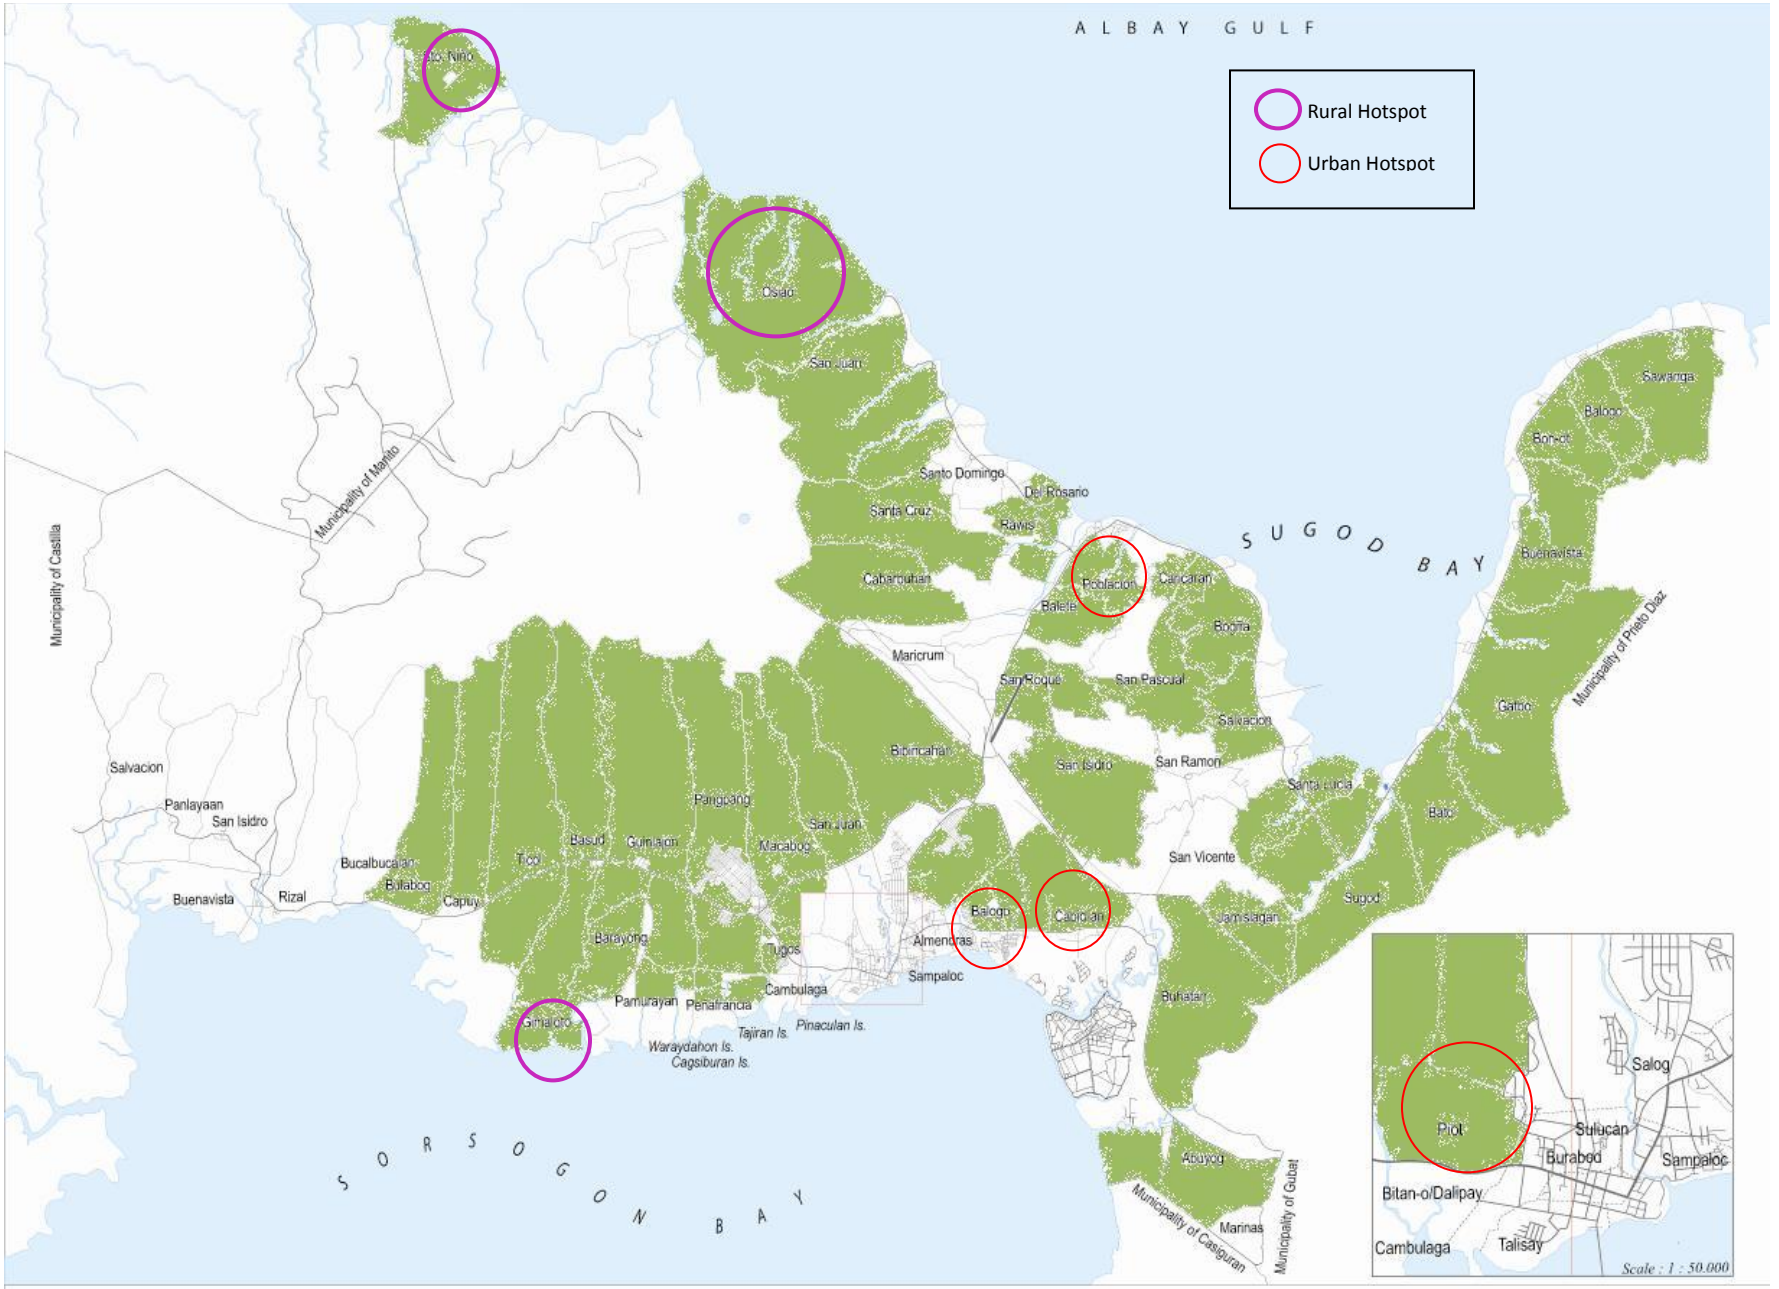 ALBAY GULF
Sto. Niño
Rural Hotspot
Urban Hotspot
Osiao
San Juan
Sawanga
Balogo
Bon-ot
Municipality of Manito
Santo Domingo
Del Rosario
Santa Cruz
Rawis
SUGOD BAY
Municipality of Castilla
Buenavista
Cabarbuhan
Poblacion
Caricaran
Balete
Bogña
Municipality of Prieto Diaz
Maricrum
San Roque
San Pascual
Gatbo
Salvacion
Bibincahan
San Isidro
San Ramon
Salvacion
Santa Lucia
Panlayaan
Pangpang
Bato
San Isidro
San Juan
Basud
Guinlajon
Macabog
Ticol
San Vicente
Bucalbucalan
Bulabog
Buenavista
Rizal
Capuy
Sugod
Balogo
Cabid-an
Jamislagan
Barayong
Almendras
Tugos
Sampaloc
Cambulaga
Buhatan
Pamurayan
Peñafrancia
Gimaloto
Pinaculan Is.
Tajiran Is.
Waraydahon Is.
Cagsiburan Is.
SORSOGON BAY
Abuyog
Municipality of Casiguran
Marinas
Municipality of Gubat
Salog
Piot
Sulucan
Burabod
Sampaloc
Bitan-o/Dalipay
Cambulaga
Talisay
Scale : 1 : 50.000